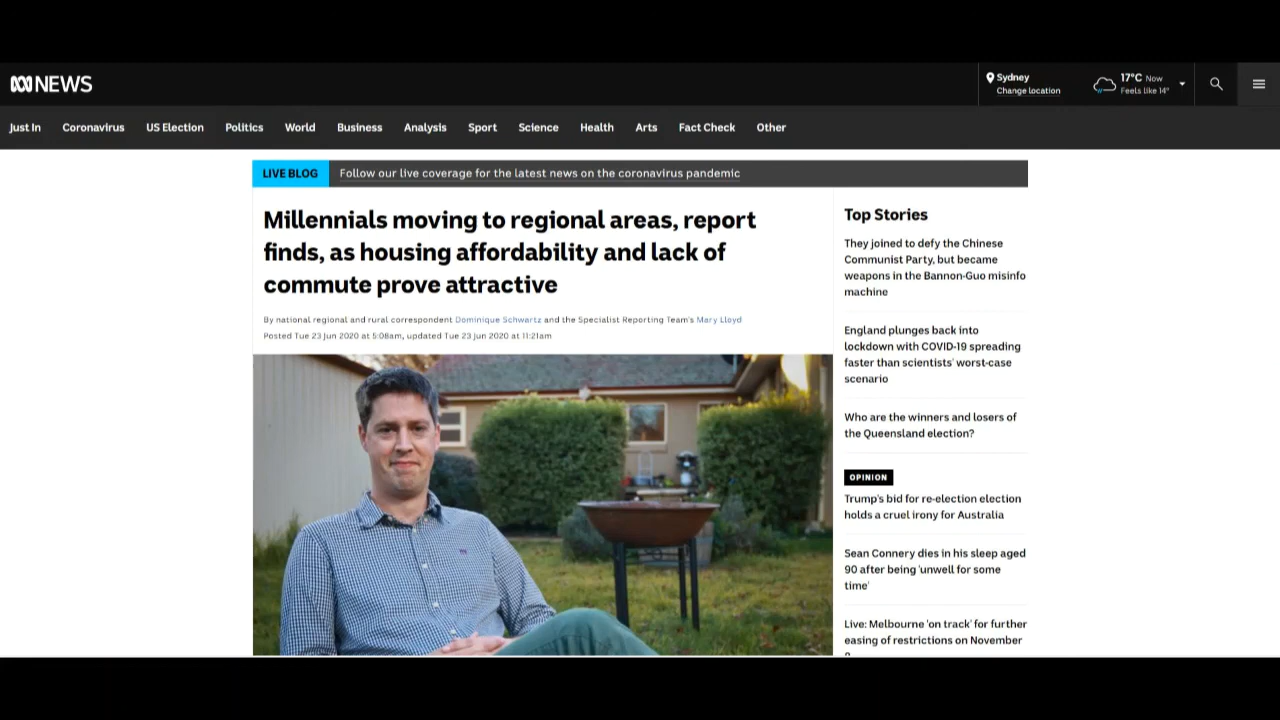 NEWS
Sydney
Change location
17°C Now
Feels like 14°
Just In Coronavirus US Election Politics World Business Analysis Sport Science Health Arts Fact Check Other
LIVE BLOG Follow our live coverage for the latest news on the coronavirus pandemic
Millennials moving to regional areas, report
finds, as housing affordability and lack of
commute prove attractive
By national regional and rural correspondent Dominique Schwartz and the Specialist Reporting Team's Mary Lloyd
Posted Tue 23 Jun 2020 at 5:08am, updated Tue 23 Jun 2020 at 11:21am
Top Stories
They joined to defy the Chinese
Communist Party, but became
weapons in the Bannon-Guo misinfo
machine
England plunges back into
lockdown with COVID-19 spreading
faster than scientists' worst-case
scenario
Who are the winners and losers of
the Queensland election?
OPINION
Trump's bid for re-election election
holds a cruel irony for Australia
Sean Connery dies in his sleep aged
90 after being 'unwell for some
time'
Live: Melbourne 'on track' for further
easing of restrictions on November